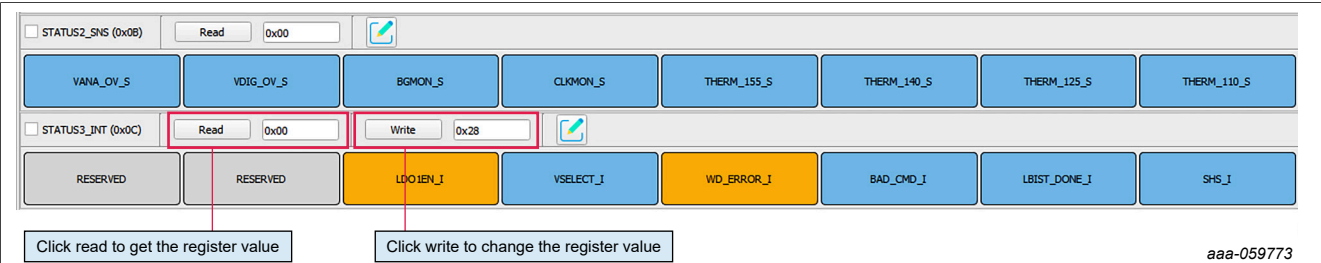 STATUS2_SNS (0x0B) Read 0x00
VANA_OV_S VDIG_OV_S BGMON_S CLKMON_S THERM_155_S THERM_140_S THERM_125_S THERM_110_S
STATUS3_INT (0x0C) Read 0x00 Write 0x28
RESERVED RESERVED LDO1EN_I VSELECT_I WD_ERROR_I BAD_CMD_I LBIST_DONE_I SHS_I
Click read to get the register value Click write to change the register value
aaa-059773